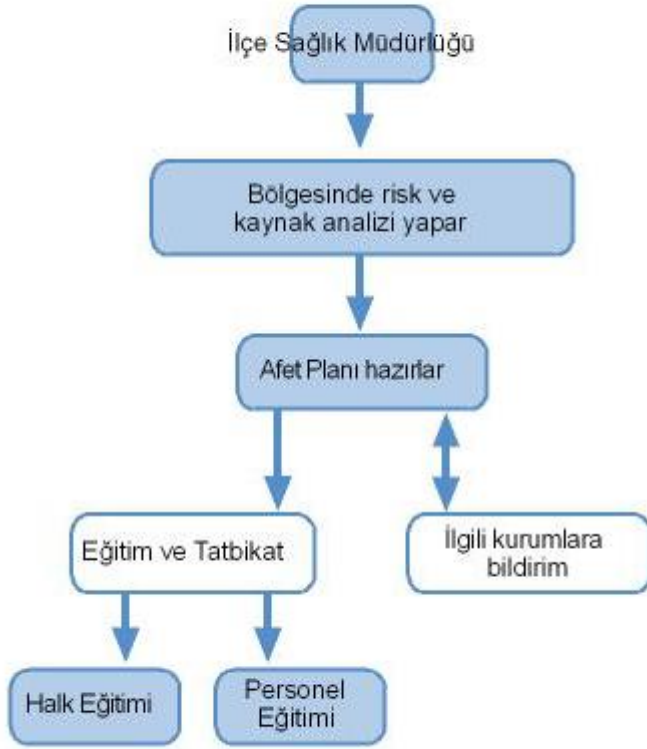 İlçe Sağlık Müdürlüğü
Bölgesinde risk ve
kaynak analizi yapar
Afet Planı hazırlar
Eğitim ve Tatbikat
İlgili kurumlara
bildirim
Halk Eğitimi
Personel
Eğitimi